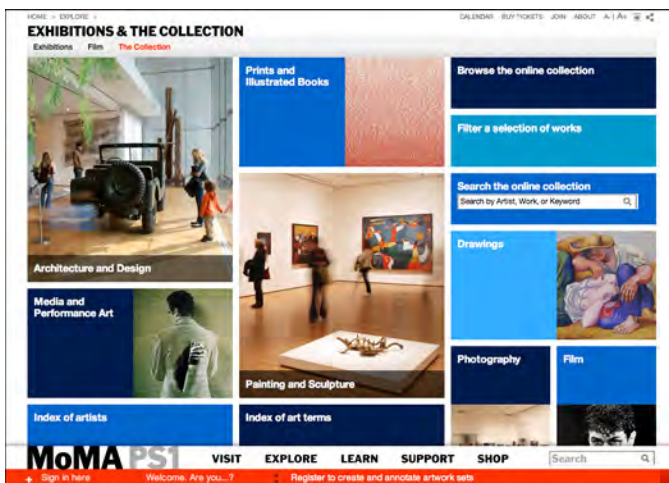 HOME > EXPLORE >
CALENDAR BUY TICKETS JOIN ABOUT A- | A+
EXHIBITIONS & THE COLLECTION
Exhibitions Film The Collection
Prints and
Illustrated Books
Browse the online collection
Filter a selection of works
Search the online collection
Search by Artist, Work, or Keyword
Architecture and Design
Drawings
Media and
Performance Art
Painting and Sculpture
Photography
Film
Index of artists
Index of art terms
MoMA PS1 VISIT EXPLORE LEARN SUPPORT SHOP Search
+ Sign in here Welcome. Are you...? Register to create and annotate artwork sets